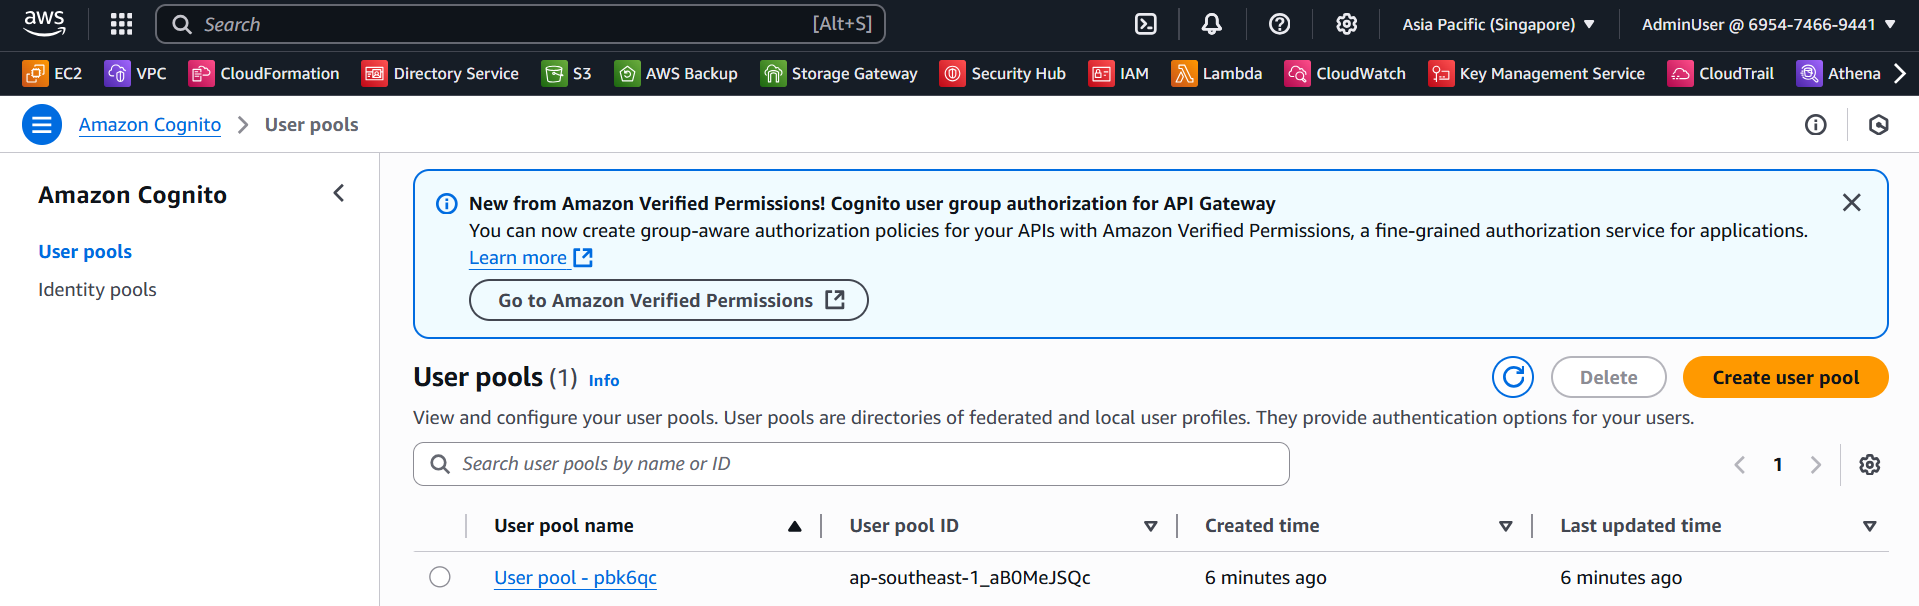 aws
Search [Alt+S] Asia Pacific (Singapore) AdminUser @ 6954-7466-9441
EC2 VPC CloudFormation Directory Service S3 AWS Backup Storage Gateway Security Hub IAM Lambda CloudWatch Key Management Service CloudTrail Athena
Amazon Cognito User pools
Amazon Cognito
User pools
Identity pools
New from Amazon Verified Permissions! Cognito user group authorization for API Gateway
You can now create group-aware authorization policies for your APIs with Amazon Verified Permissions, a fine-grained authorization service for applications.
Learn more
Go to Amazon Verified Permissions
User pools (1) Info Delete Create user pool
View and configure your user pools. User pools are directories of federated and local user profiles. They provide authentication options for your users.
Search user pools by name or ID 1
User pool name User pool ID Created time Last updated time
User pool - pbk6qc ap-southeast-1_aB0MeJSQc 6 minutes ago 6 minutes ago